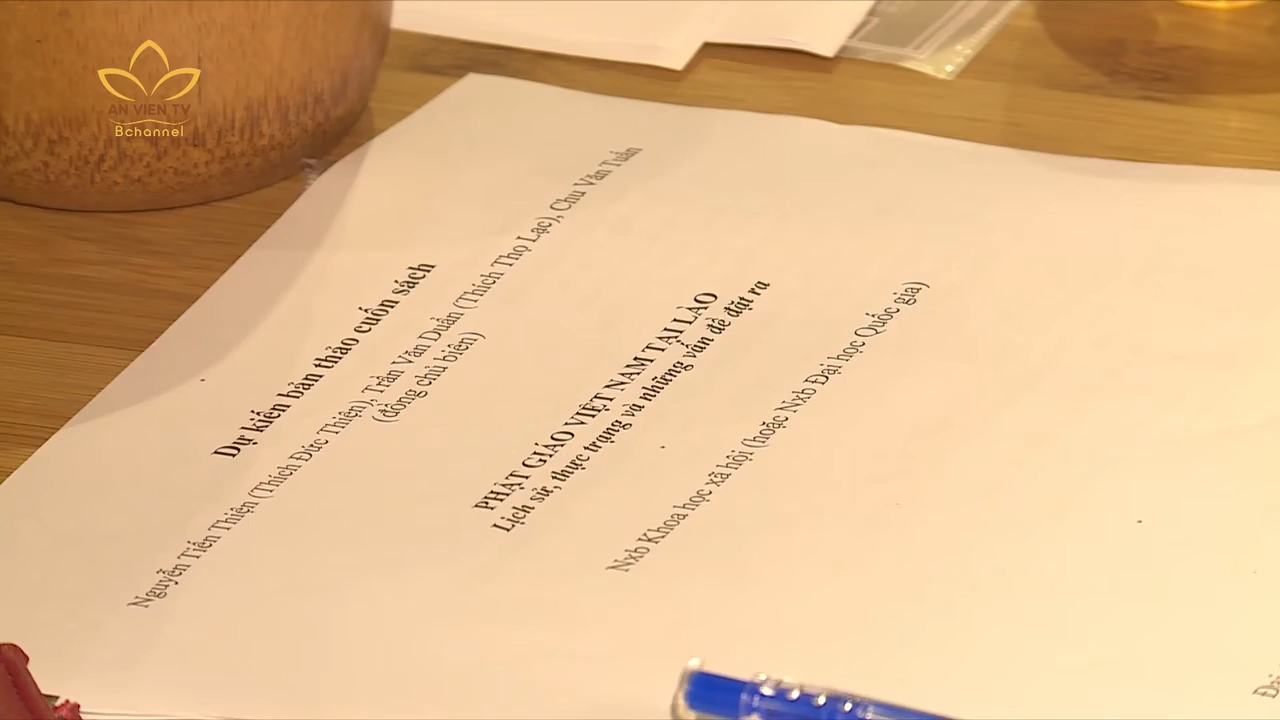 AN VIEN TV
Bchannel
Dự kiến bản thảo cuốn sách
Nguyễn Tiến Thiện (Thích Đức Thiện), Trần Văn Duẩn (Thích Thọ Lạc), Chu Văn Tuấn
(đồng chủ biên)
PHẬT GIÁO VIỆT NAM TẠI LÀO
Lịch sử, thực trạng và những vấn đề đặt ra
Nxb Khoa học xã hội (hoặc Nxb Đại học Quốc gia)